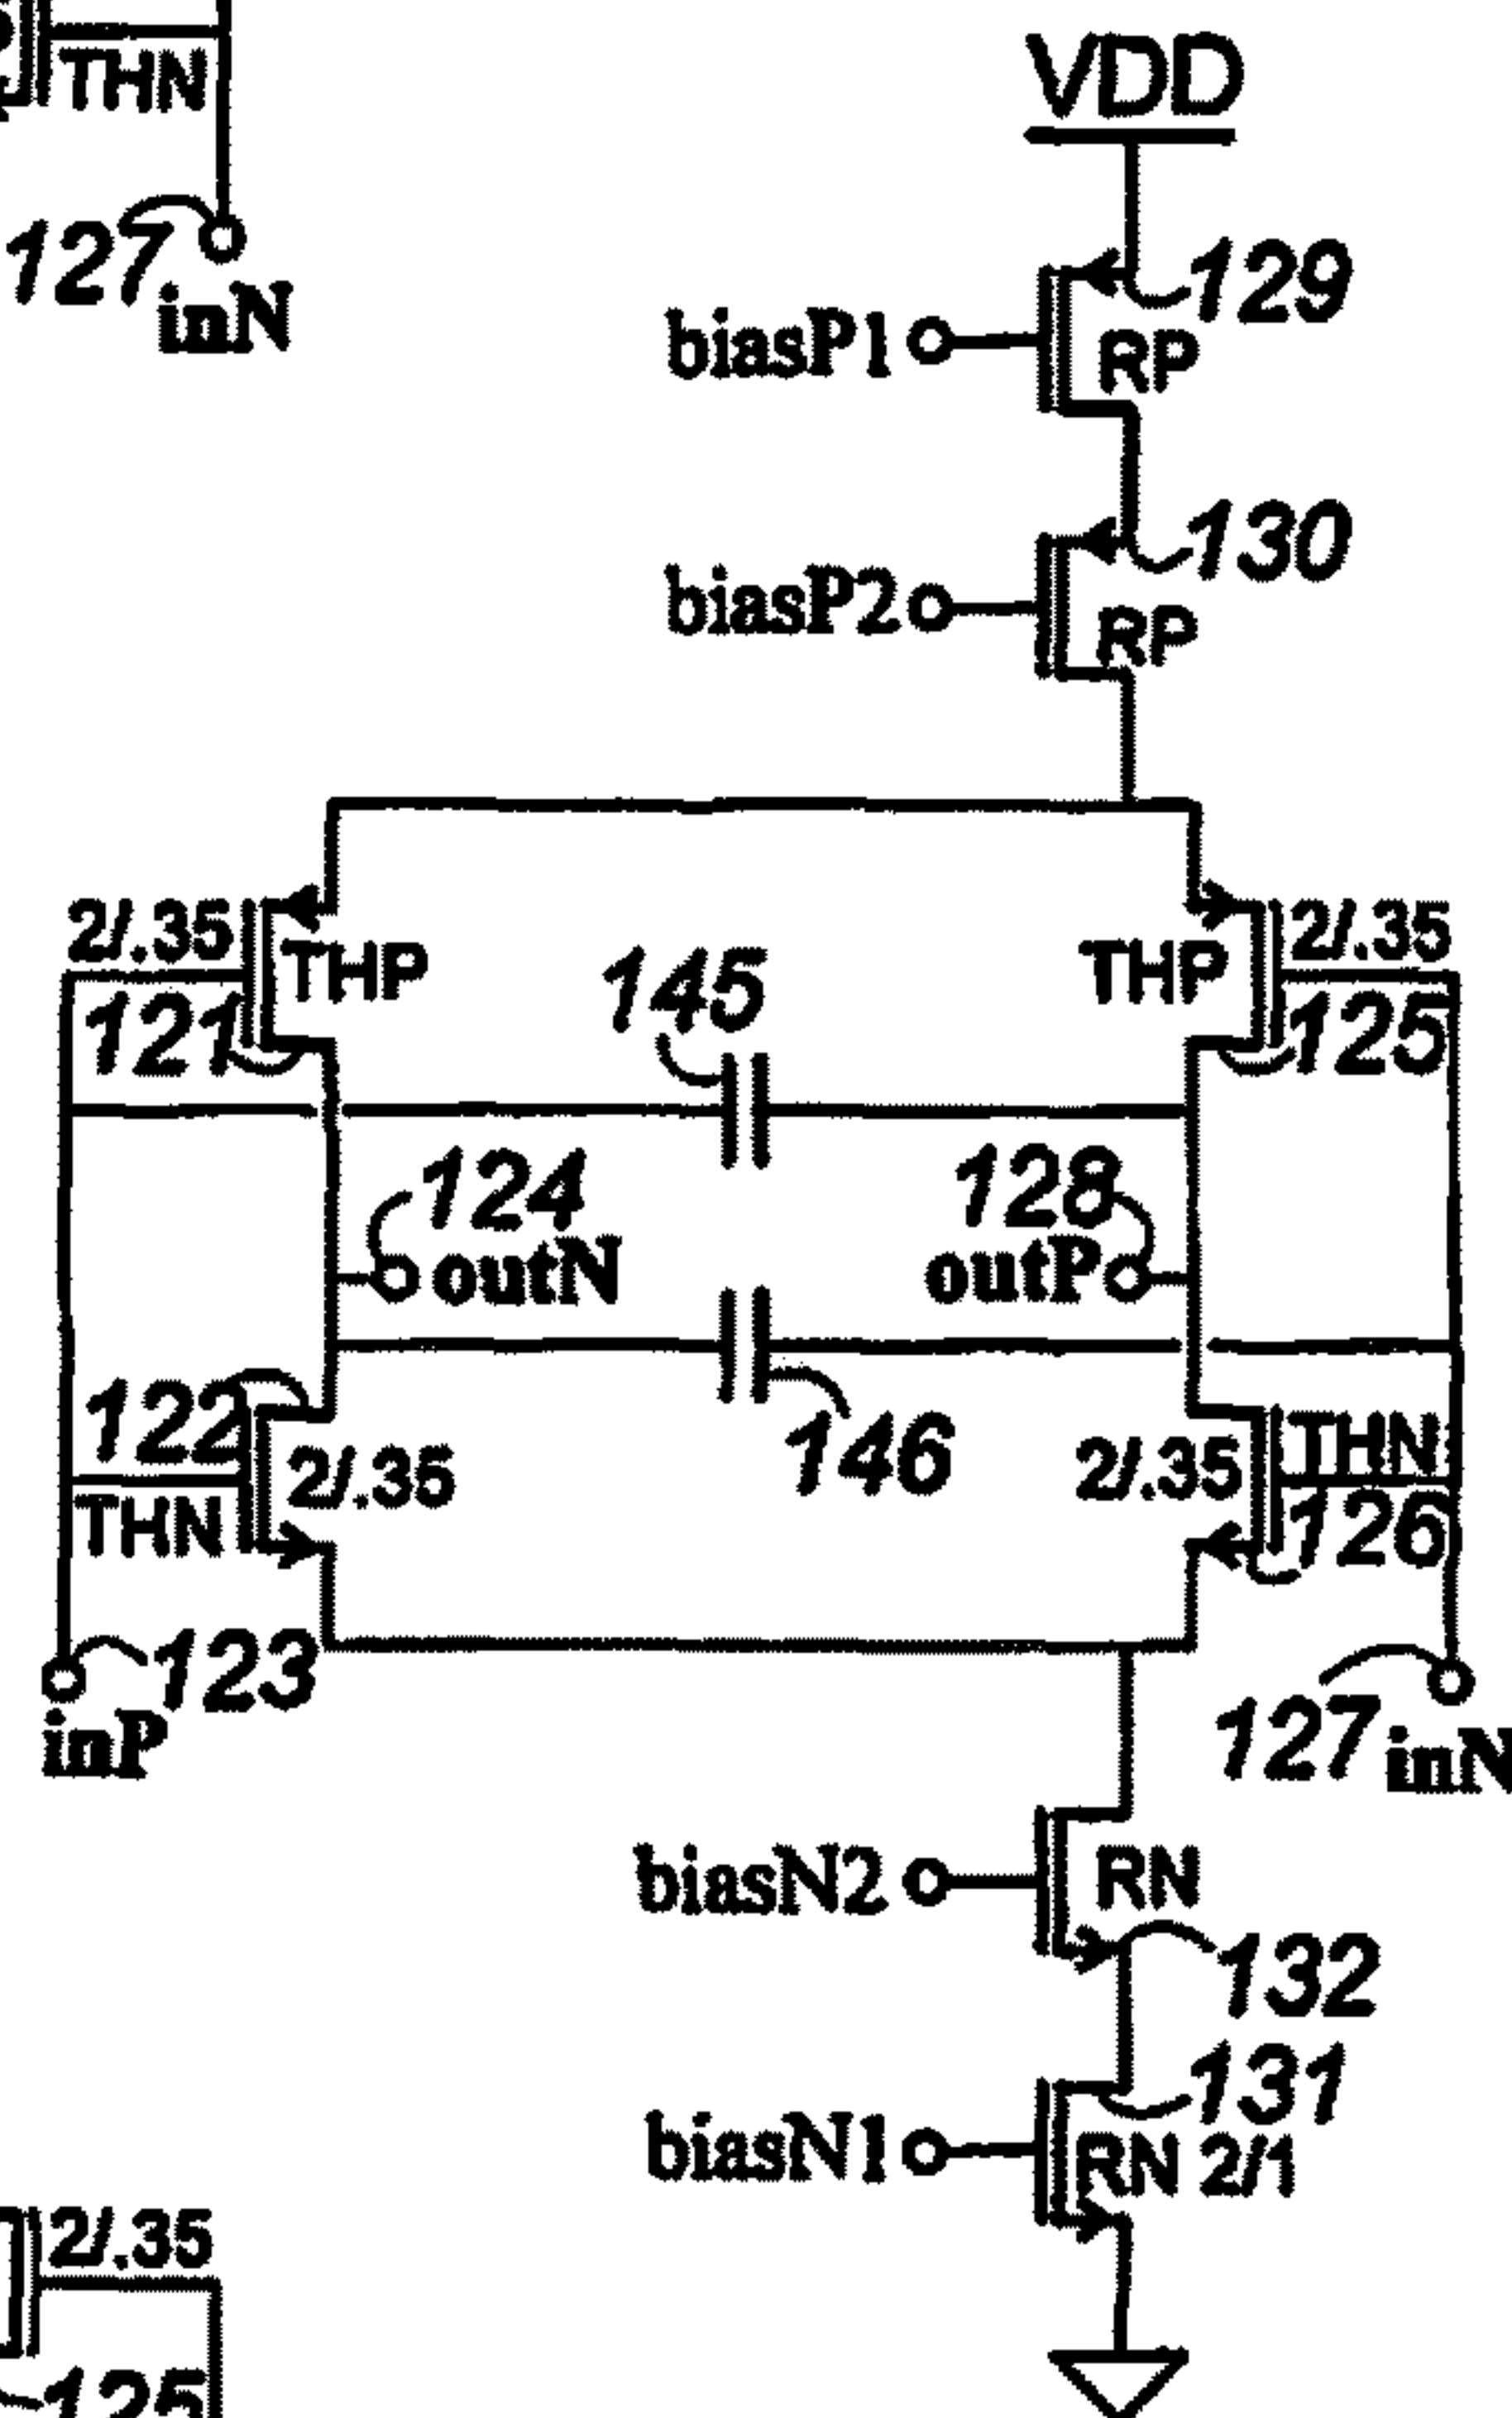 THN
VDD
127
inN
129
biasP1
RP
130
biasP2
RP
2/.35
2/.35
THP
THP
145
121
125
124
128
outN
outP
122
THN
146
2/.35
2/.35
THN
126
123
inP
127
inN
biasN2
RN
132
131
biasN1
RN 2/1
2/.35
125